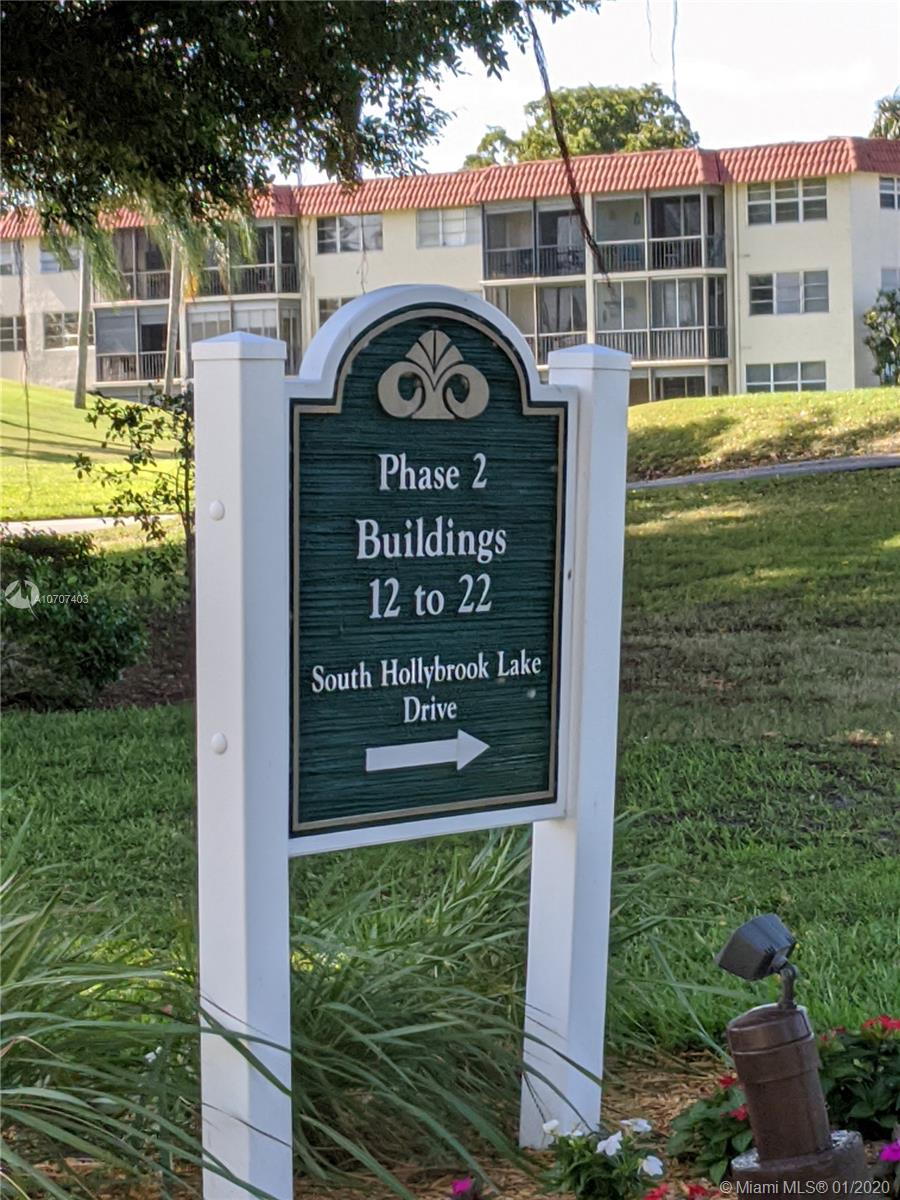 Phase 2
Buildings
12 to 22
South Hollybrook Lake
Drive
A10707403
©Miami MLS® 01/2020